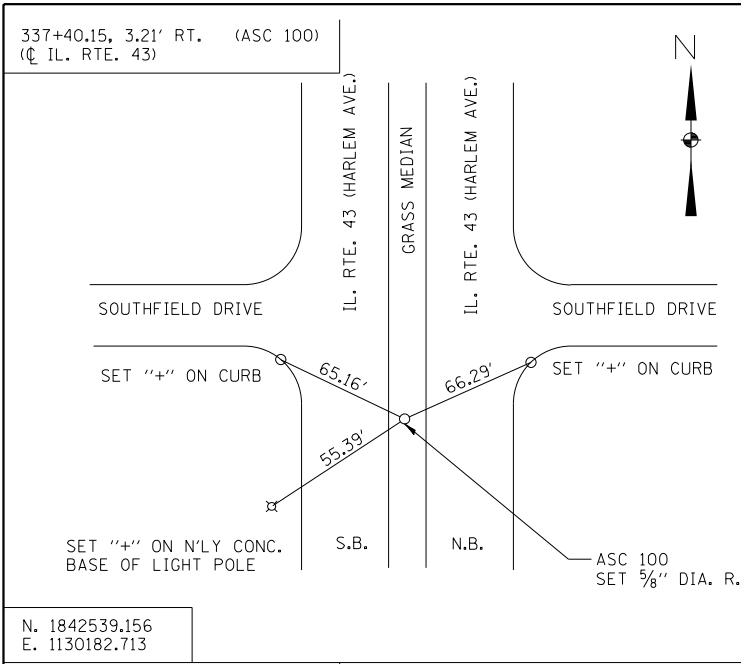 337+40.15, 3.21' RT. (ASC 100)
(℄ IL. RTE. 43)
N
IL. RTE. 43 (HARLEM AVE.)
GRASS MEDIAN
IL. RTE. 43 (HARLEM AVE.)
SOUTHFIELD DRIVE
SOUTHFIELD DRIVE
SET "+" ON CURB
65.16'
66.29'
SET "+" ON CURB
55.39'
SET "+" ON N'LY CONC.
BASE OF LIGHT POLE
S.B.
N.B.
ASC 100
SET ⅝" DIA. R.
N. 1842539.156
E. 1130182.713